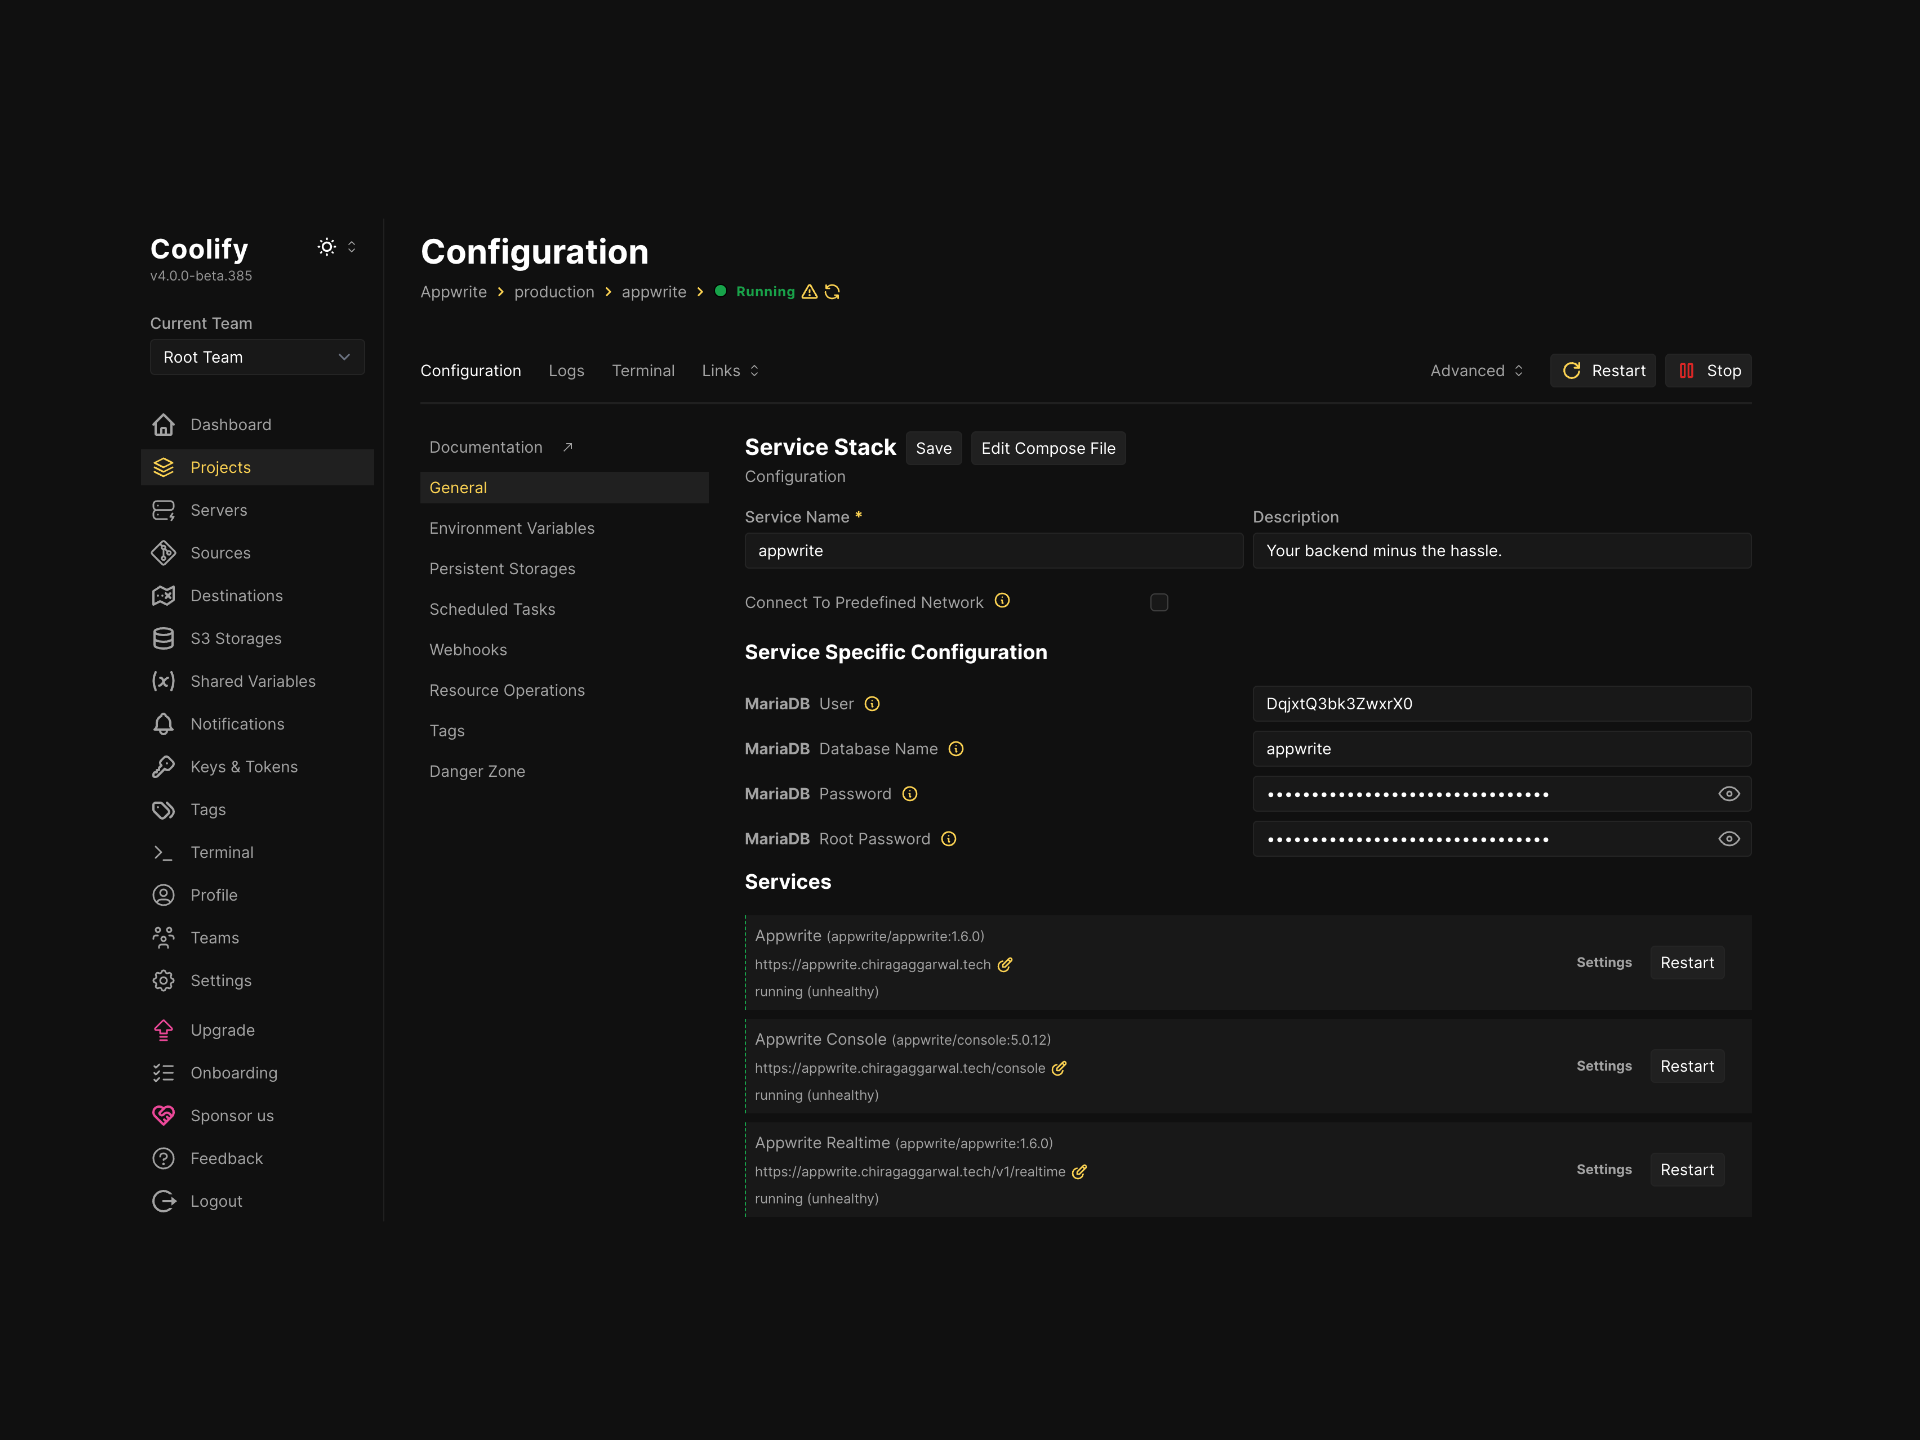 Coolify
v4.0.0-beta.385
Current Team
Root Team
Dashboard
Projects
Servers
Sources
Destinations
S3 Storages
Shared Variables
Notifications
Keys & Tokens
Tags
Terminal
Profile
Teams
Settings
Upgrade
Onboarding
Sponsor us
Feedback
Logout
Configuration
Appwrite > production > appwrite > Running
Configuration Logs Terminal Links Advanced Restart Stop
Documentation
General
Environment Variables
Persistent Storages
Scheduled Tasks
Webhooks
Resource Operations
Tags
Danger Zone
Service Stack Save Edit Compose File
Configuration
Service Name * Description
appwrite Your backend minus the hassle.
Connect To Predefined Network
Service Specific Configuration
MariaDB User DqjxtQ3bk3ZwxrX0
MariaDB Database Name appwrite
MariaDB Password ••••••••••••••••••••••••••••••••
MariaDB Root Password ••••••••••••••••••••••••••••••••
Services
Appwrite (appwrite/appwrite:1.6.0)
https://appwrite.chiragaggarwal.tech
running (unhealthy)
Settings Restart
Appwrite Console (appwrite/console:5.0.12)
https://appwrite.chiragaggarwal.tech/console
running (unhealthy)
Settings Restart
Appwrite Realtime (appwrite/appwrite:1.6.0)
https://appwrite.chiragaggarwal.tech/v1/realtime
running (unhealthy)
Settings Restart